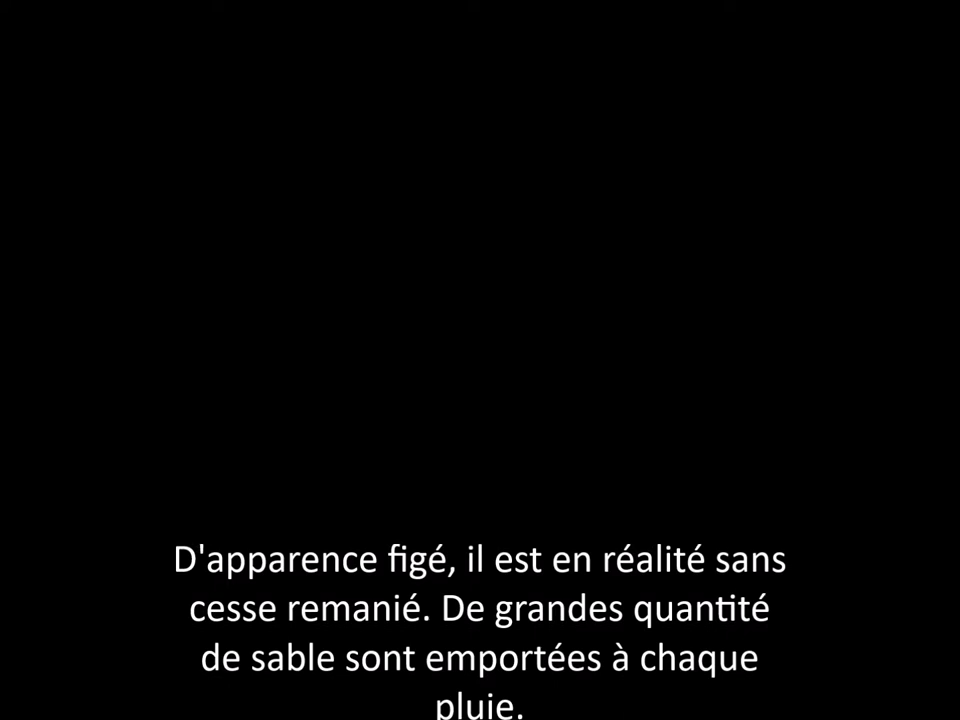 D'apparence figé, il est en réalité sans
cesse remanié. De grandes quantité
de sable sont emportées à chaque
pluie.